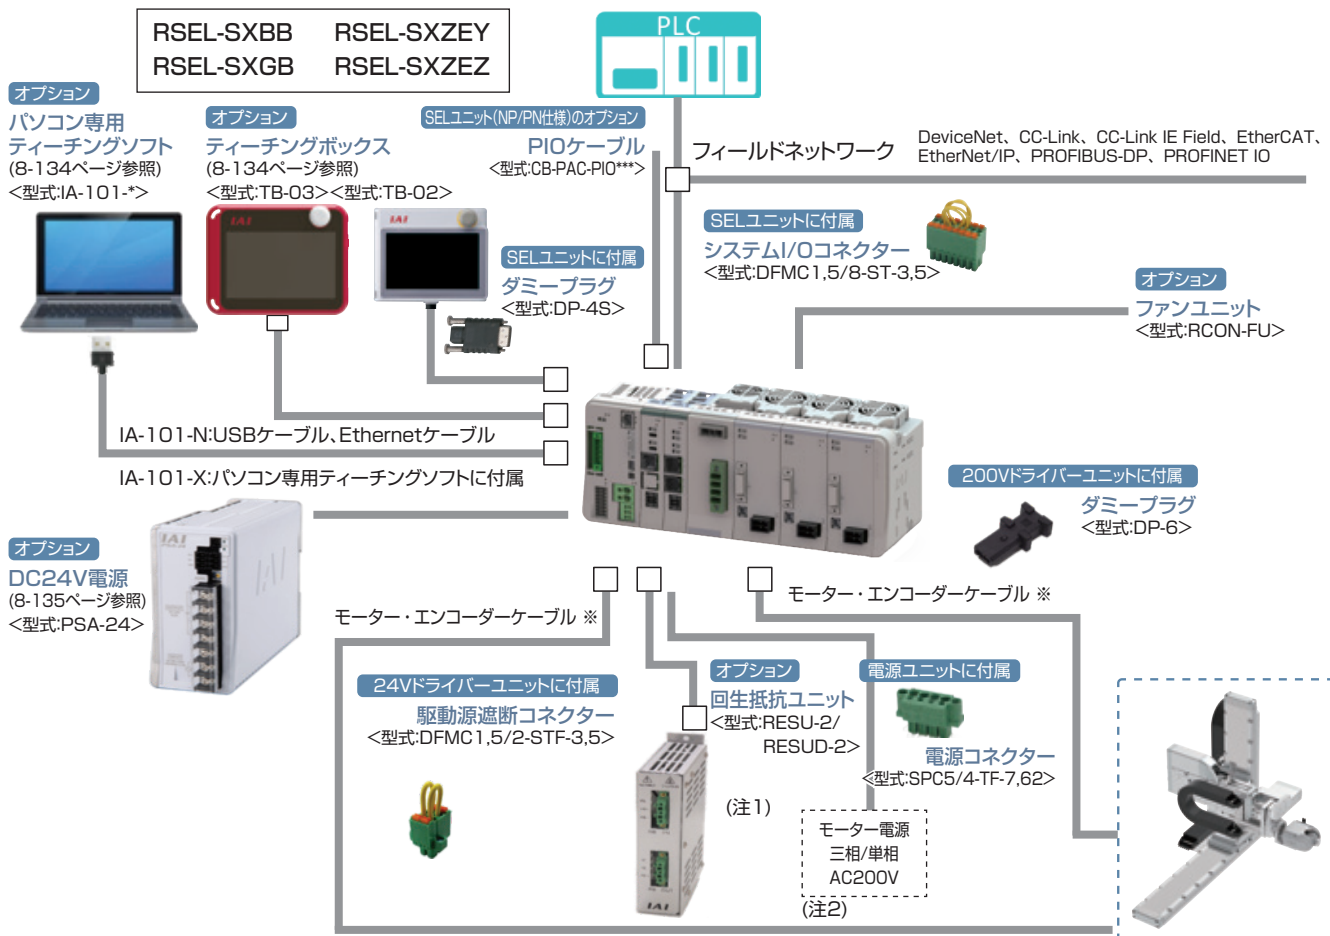 RSEL-SXBB RSEL-SXZEY
RSEL-SXGB RSEL-SXZEZ
PLC
オプション
パソコン専用
ティーチングソフト
(8-134ページ参照)
<型式:IA-101-*>
オプション
ティーチングボックス
(8-134ページ参照)
<型式:TB-03><型式:TB-02>
SELユニット(NP/PN仕様)のオプション
PIOケーブル
<型式:CB-PAC-PIO***>
フィールドネットワーク
DeviceNet、CC-Link、CC-Link IE Field、EtherCAT、
EtherNet/IP、PROFIBUS-DP、PROFINET IO
IAI
IAI
SELユニットに付属
ダミープラグ
<型式:DP-4S>
SELユニットに付属
システムI/Oコネクター
<型式:DFMC1,5/8-ST-3,5>
オプション
ファンユニット
<型式:RCON-FU>
IA-101-N:USBケーブル、Ethernetケーブル
IA-101-X:パソコン専用ティーチングソフトに付属
200Vドライバーユニットに付属
ダミープラグ
<型式:DP-6>
オプション
DC24V電源
(8-135ページ参照)
<型式:PSA-24>
IAI
モーター・エンコーダーケーブル ※
モーター・エンコーダーケーブル ※
24Vドライバーユニットに付属
駆動源遮断コネクター
<型式:DFMC1,5/2-STF-3,5>
オプション
回生抵抗ユニット
<型式:RESU-2/
RESUD-2>
(注1)
IAI
電源ユニットに付属
電源コネクター
<型式:SPC5/4-TF-7,62>
モーター電源
三相/単相
AC200V
(注2)